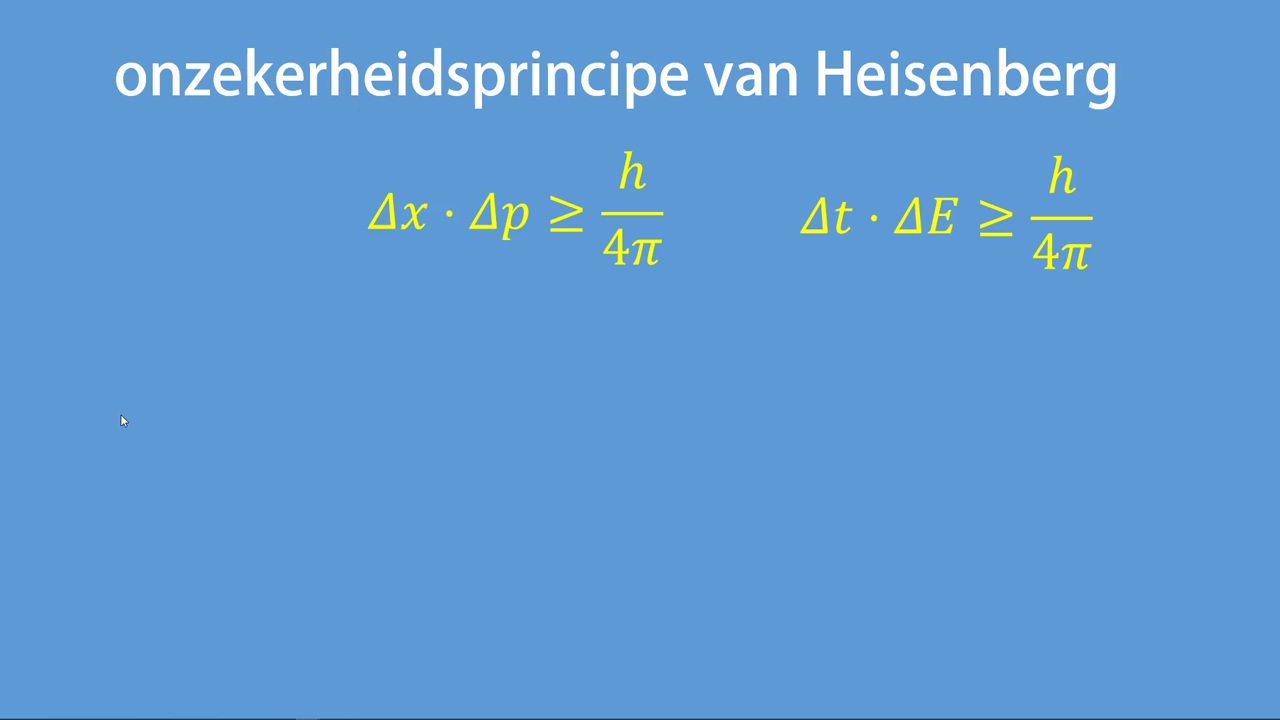 onzekerheidsprincipe van Heisenberg
Δx · Δp ≥ h/4π
Δt · ΔE ≥ h/4π